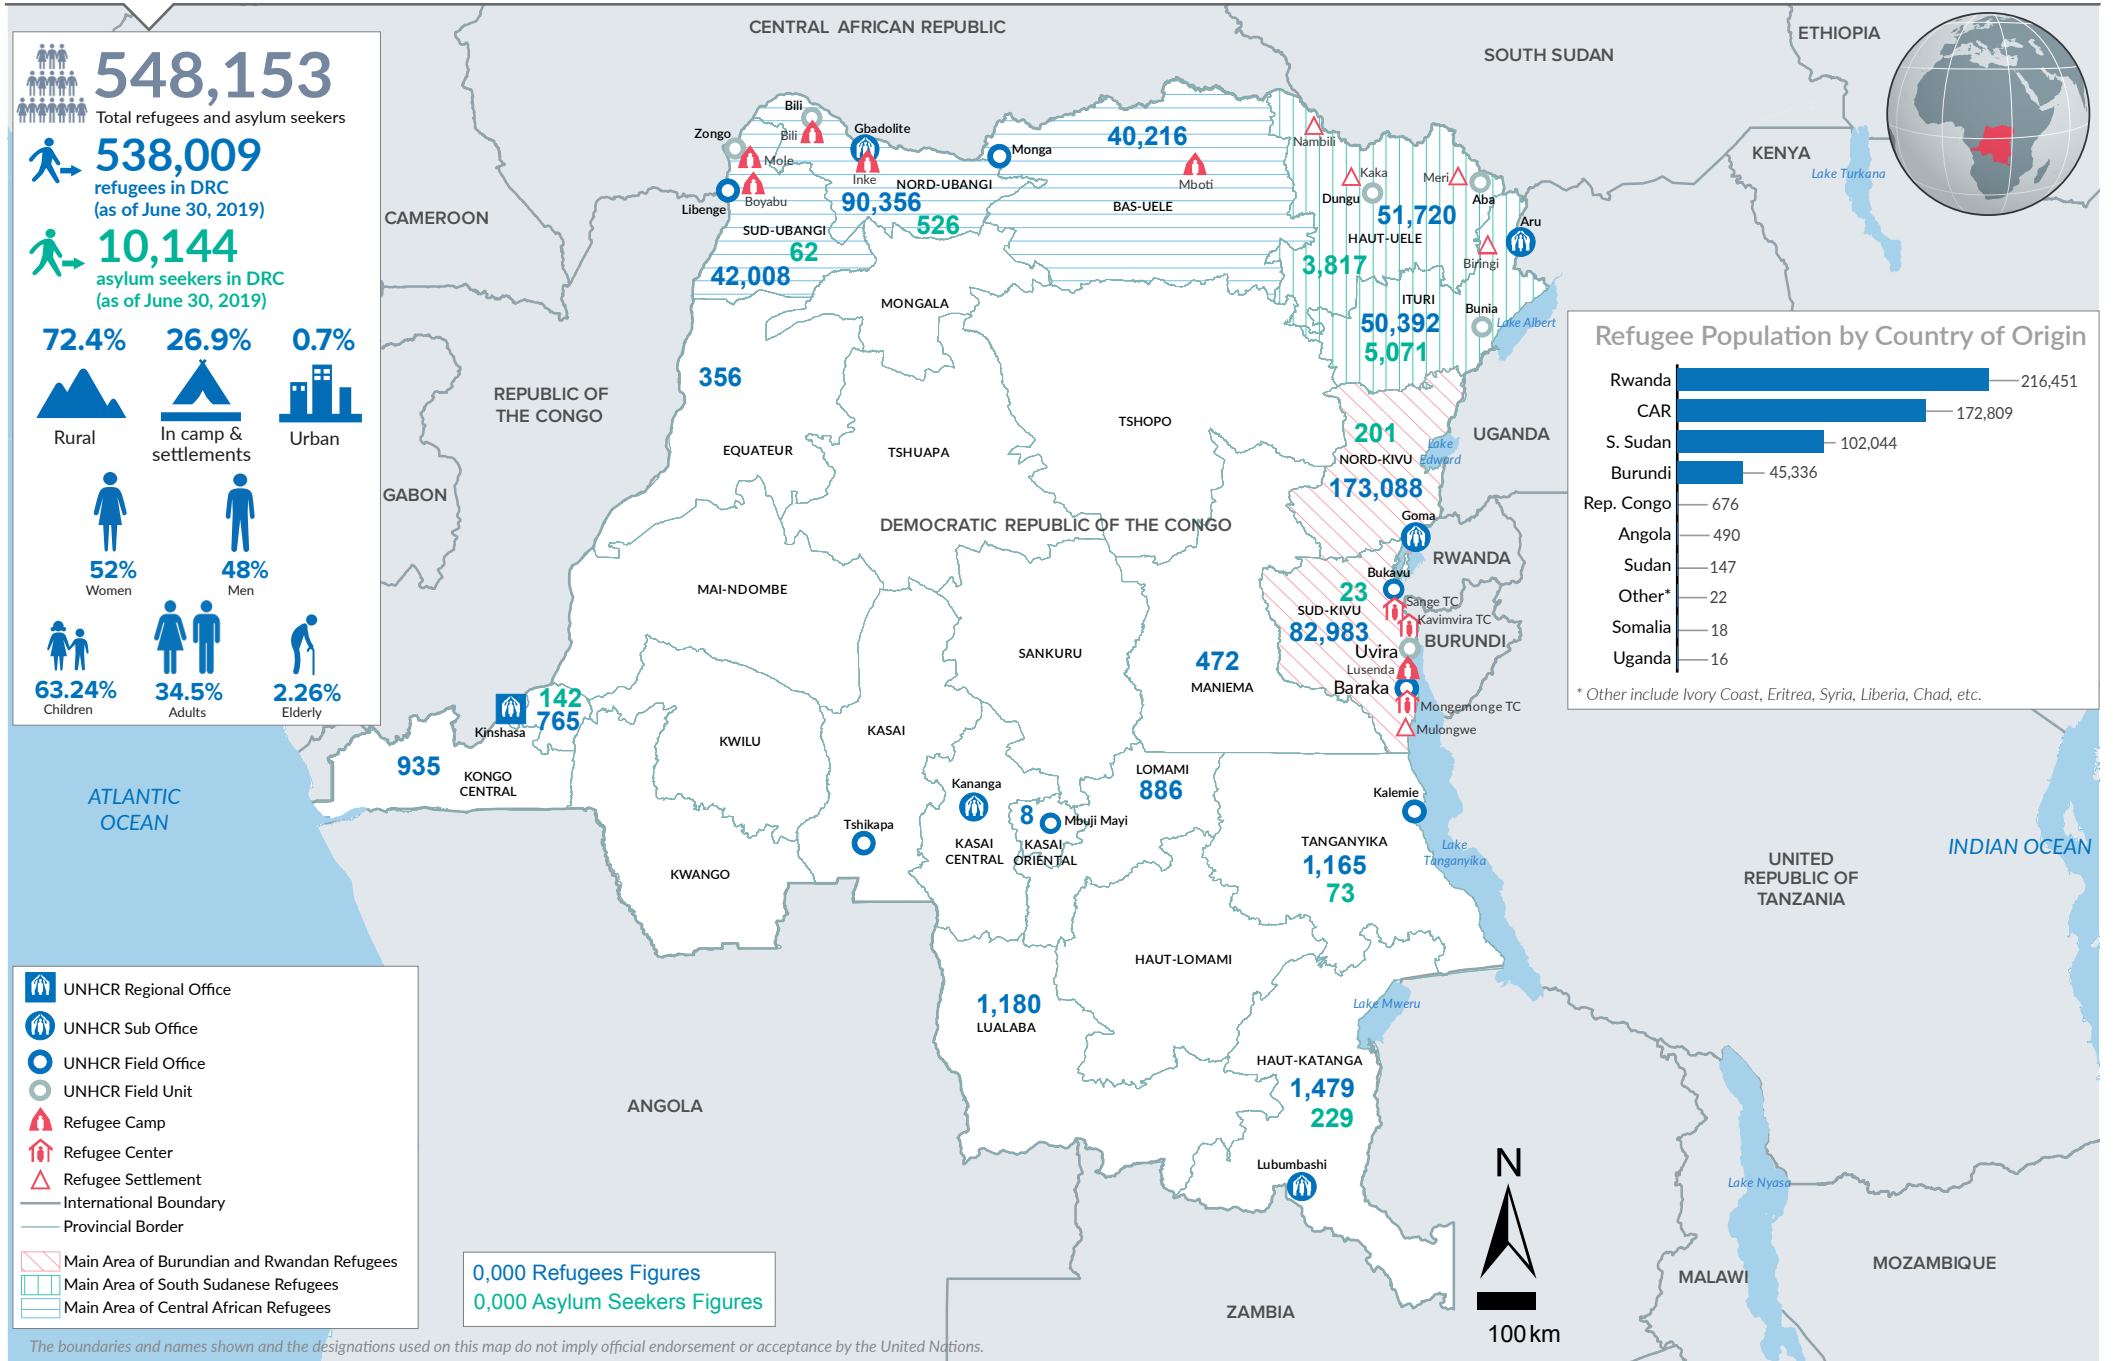 548,153
Total refugees and asylum seekers
538,009
refugees in DRC
(as of June 30, 2019)
10,144
asylum seekers in DRC
(as of June 30, 2019)
72.4%
26.9%
0.7%
Rural
In camp &
settlements
Urban
52%
Women
48%
Men
63.24%
Children
34.5%
Adults
2.26%
Elderly
CENTRAL AFRICAN REPUBLIC
SOUTH SUDAN
ETHIOPIA
KENYA
Lake Turkana
CAMEROON
REPUBLIC OF
THE CONGO
GABON
Bili
Bili
Zongo
Mole
Gbadolite
Inke
Libenge
Boyabu
Monga
NORD-UBANGI
90,356
526
SUD-UBANGI
62
42,008
40,216
Mboti
BAS-UELE
Nambili
Kaka
Dungu
Meri
Aba
51,720
HAUT-UELE
3,817
Aru
Biringi
ITURI
50,392
5,071
Bunia
Lake Albert
MONGALA
356
EQUATEUR
TSHUAPA
TSHOPO
201
NORD-KIVU
173,088
Lake
Edward
UGANDA
Goma
DEMOCRATIC REPUBLIC OF THE CONGO
RWANDA
Bukavu
23
SUD-KIVU
82,983
Sange TC
Kavimvira TC
BURUNDI
Uvira
Lusenda
Baraka
Mongemonge TC
Mulongwe
MAI-NDOMBE
SANKURU
472
MANIEMA
142
765
Kinshasa
935
KONGO
CENTRAL
KWILU
KASAI
KWANGO
Tshikapa
Kananga
KASAI
CENTRAL
8
Mbuji Mayi
KASAI
ORIENTAL
LOMAMI
886
Kalemie
TANGANYIKA
1,165
73
Lake
Tanganyika
HAUT-LOMAMI
1,180
LUALABA
Lake Mweru
HAUT-KATANGA
1,479
229
Lubumbashi
ATLANTIC
OCEAN
INDIAN OCEAN
UNITED
REPUBLIC OF
TANZANIA
ANGOLA
ZAMBIA
MALAWI
MOZAMBIQUE
Lake Nyasa
Refugee Population by Country of Origin
Rwanda 216,451
CAR 172,809
S. Sudan 102,044
Burundi 45,336
Rep. Congo 676
Angola 490
Sudan 147
Other* 22
Somalia 18
Uganda 16
* Other include Ivory Coast, Eritrea, Syria, Liberia, Chad, etc.
UNHCR Regional Office
UNHCR Sub Office
UNHCR Field Office
UNHCR Field Unit
Refugee Camp
Refugee Center
Refugee Settlement
International Boundary
Provincial Border
Main Area of Burundian and Rwandan Refugees
Main Area of South Sudanese Refugees
Main Area of Central African Refugees
0,000 Refugees Figures
0,000 Asylum Seekers Figures
N
100 km
The boundaries and names shown and the designations used on this map do not imply official endorsement or acceptance by the United Nations.